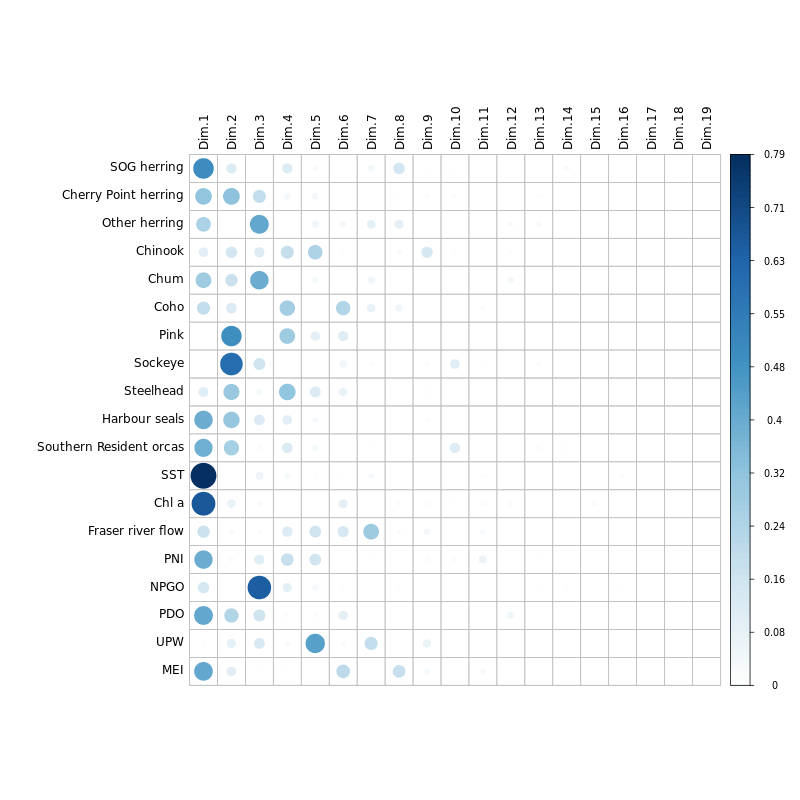 Dim.1
Dim.2
Dim.3
Dim.4
Dim.5
Dim.6
Dim.7
Dim.8
Dim.9
Dim.10
Dim.11
Dim.12
Dim.13
Dim.14
Dim.15
Dim.16
Dim.17
Dim.18
Dim.19
SOG herring
Cherry Point herring
Other herring
Chinook
Chum
Coho
Pink
Sockeye
Steelhead
Harbour seals
Southern Resident orcas
SST
Chl a
Fraser river flow
PNI
NPGO
PDO
UPW
MEI
0.79
0.71
0.63
0.55
0.48
0.4
0.32
0.24
0.16
0.08
0